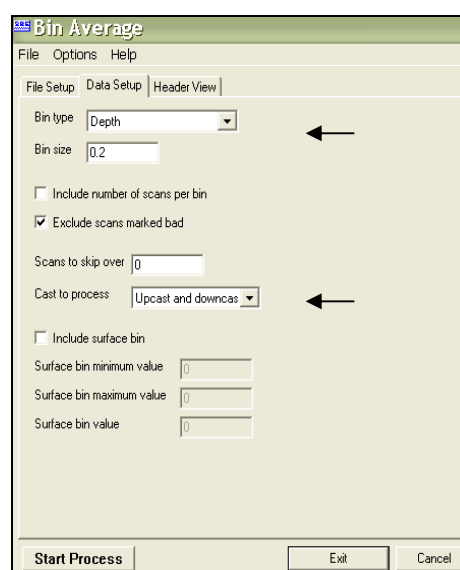 Bin Average
File Options Help
File Setup Data Setup Header View
Bin type Depth
Bin size 0.2
Include number of scans per bin
Exclude scans marked bad
Scans to skip over 0
Cast to process Upcast and downcas
Include surface bin
Surface bin minimum value 0
Surface bin maximum value 0
Surface bin value 0
Start Process Exit Cancel